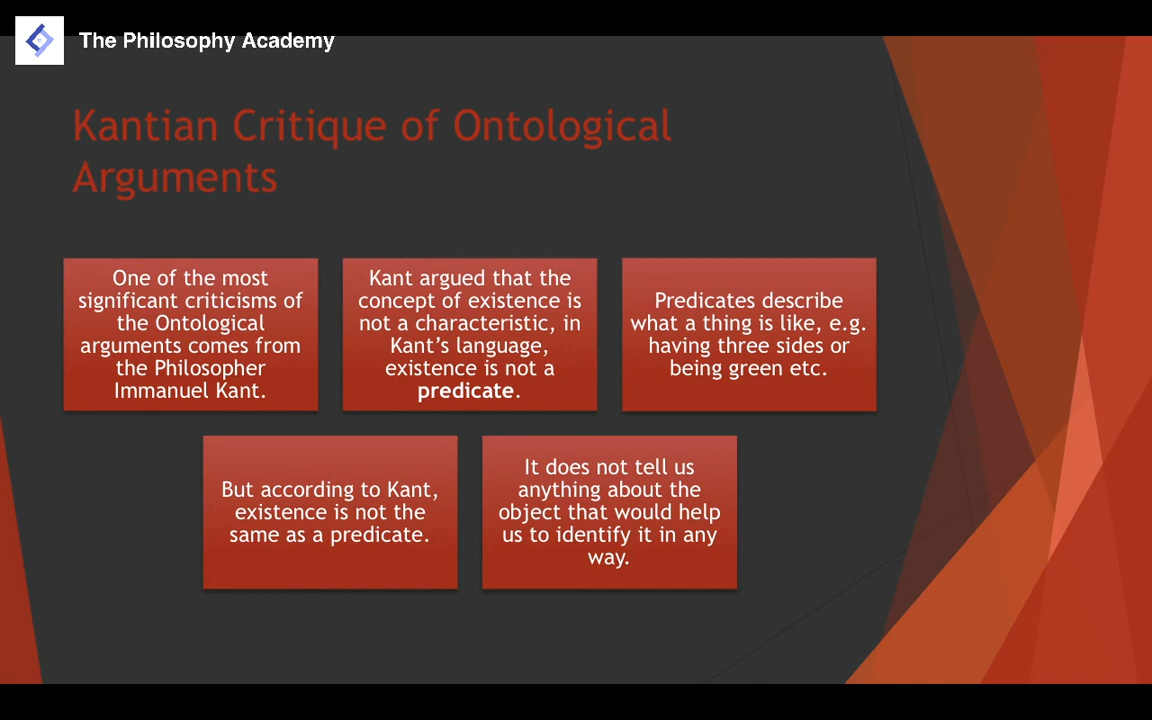 The Philosophy Academy
Kantian Critique of Ontological
Arguments
One of the most
significant criticisms of
the Ontological
arguments comes from
the Philosopher
Immanuel Kant.
Kant argued that the
concept of existence is
not a characteristic, in
Kant’s language,
existence is not a
predicate.
Predicates describe
what a thing is like, e.g.
having three sides or
being green etc.
But according to Kant,
existence is not the
same as a predicate.
It does not tell us
anything about the
object that would help
us to identify it in any
way.